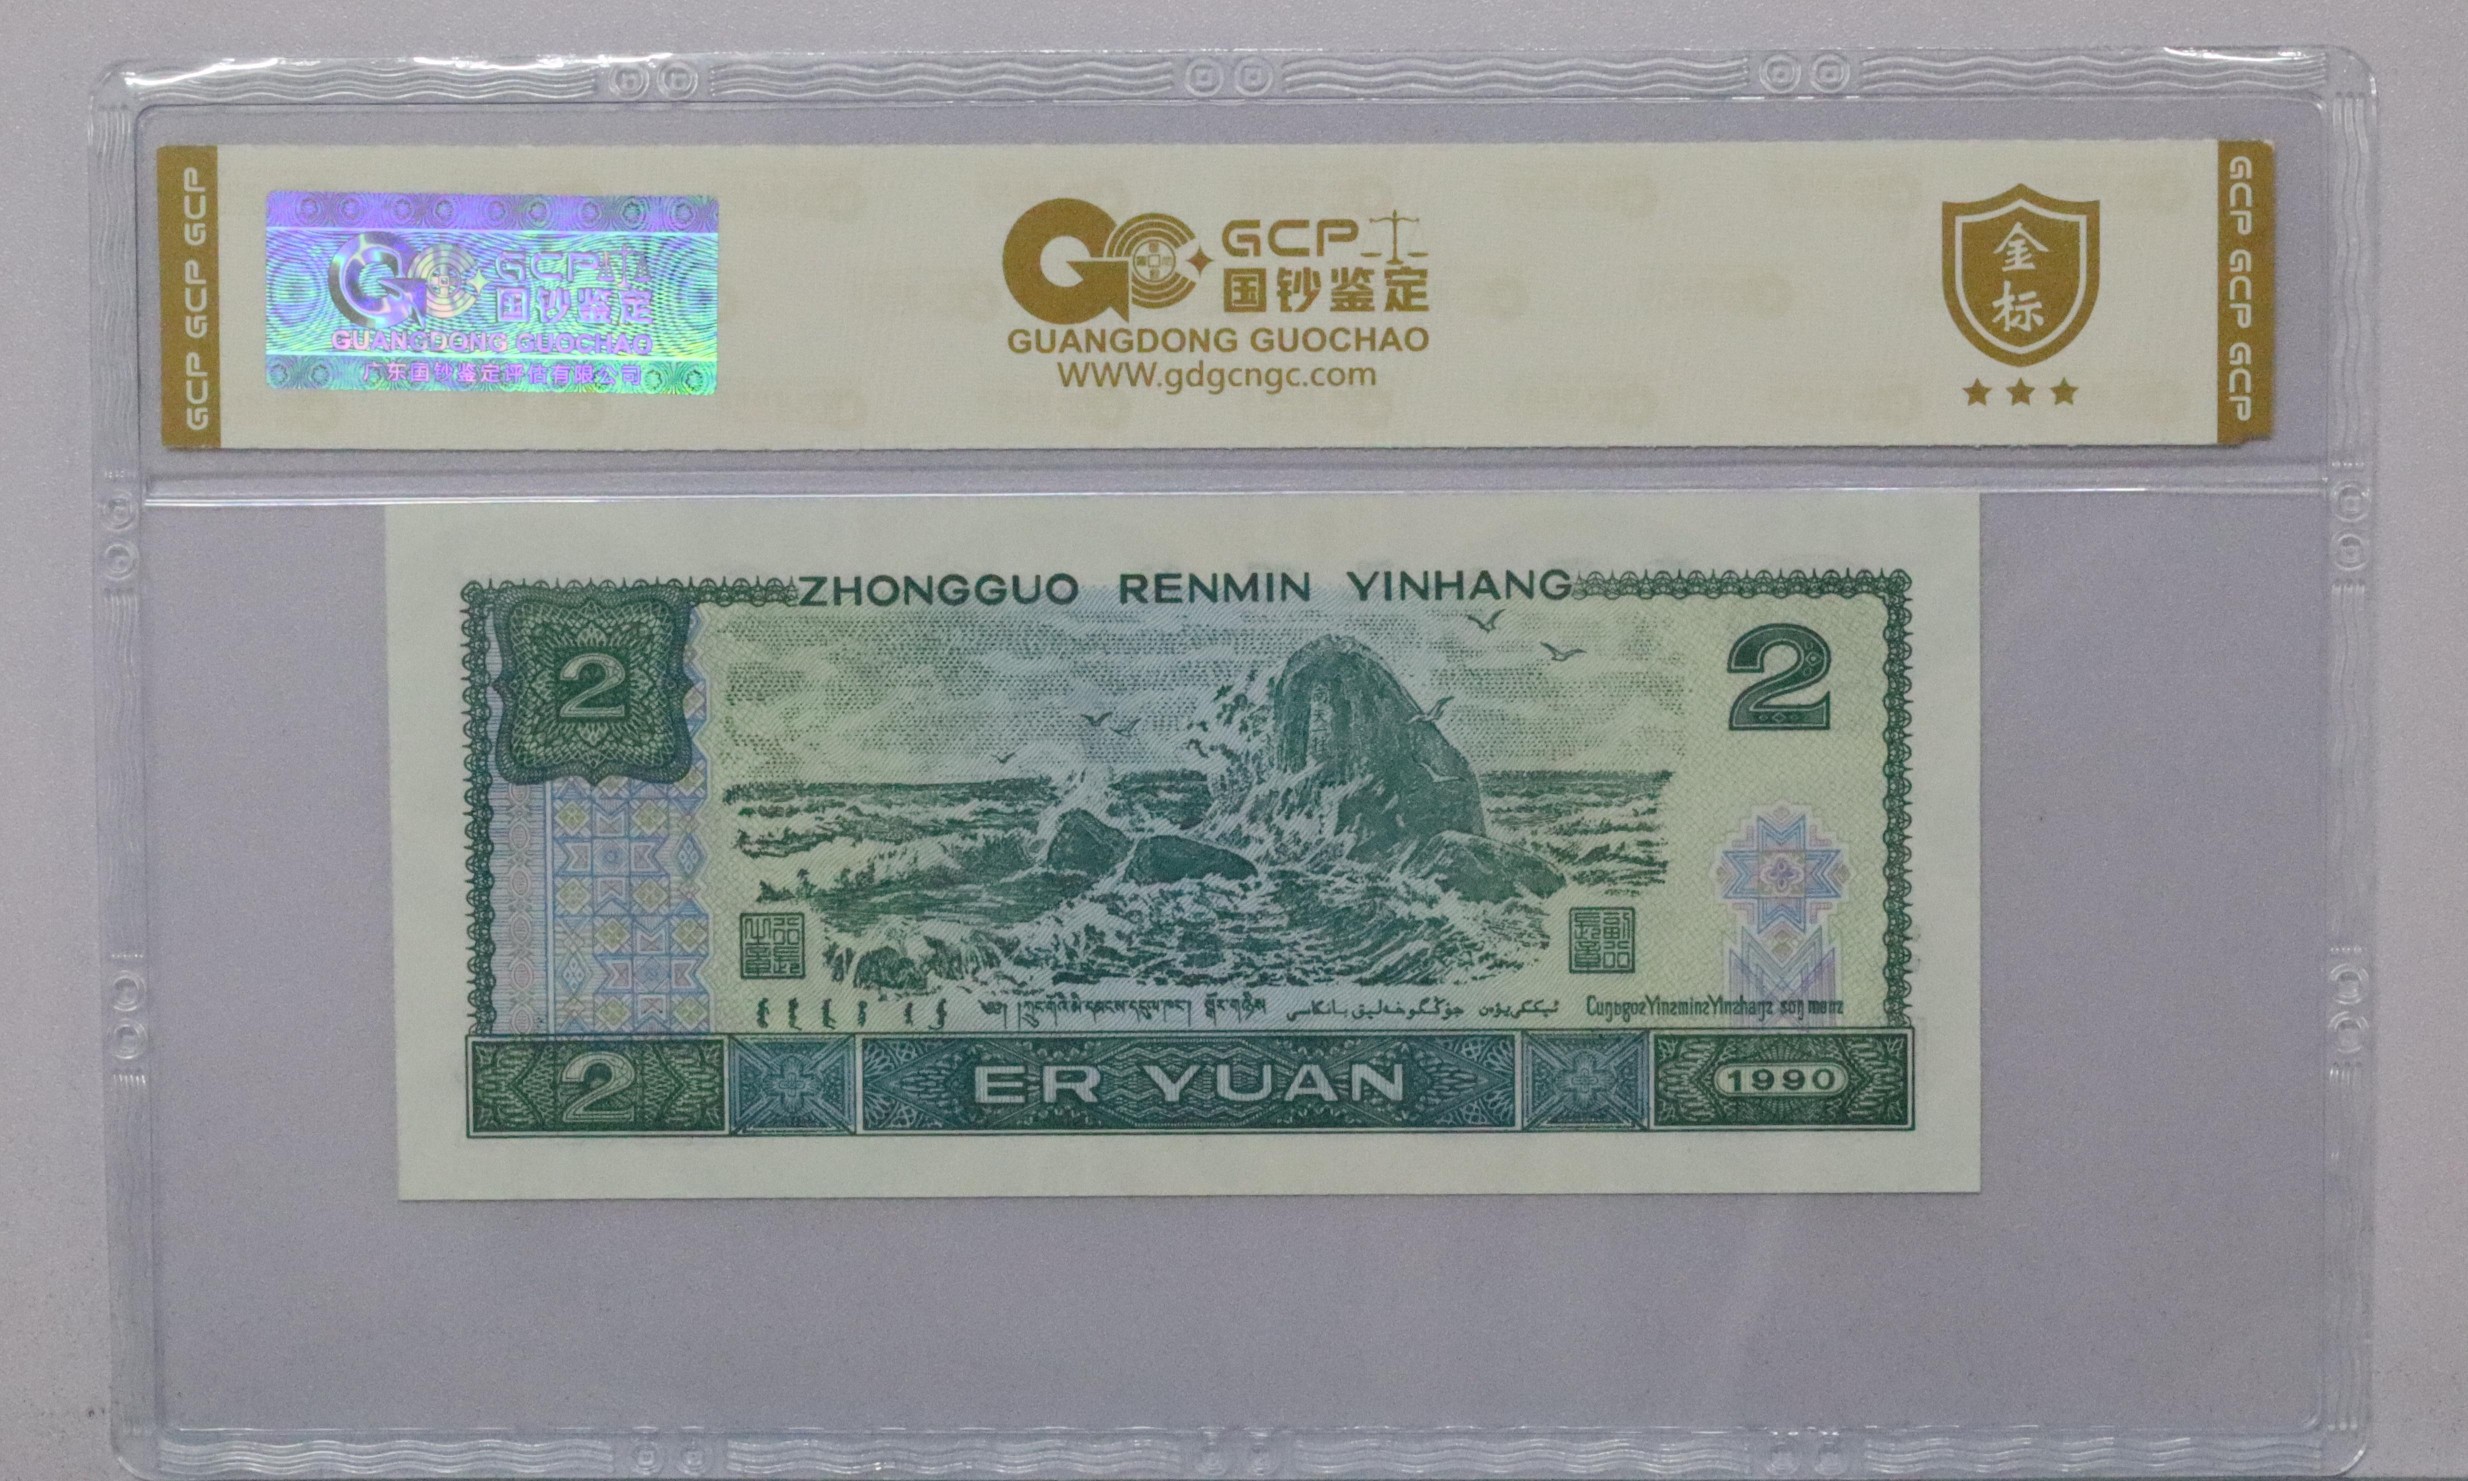 GCP GCP GCP
GCP
国钞鉴定
GUANGDONG GUOCHAO
广东国钞鉴定评估有限公司
GCP
国钞鉴定
GUANGDONG GUOCHAO
WWW.gdgcngc.com
金
标
GCP GCP GCP
ZHONGGUO RENMIN YINHANG
2
2
2
ER YUAN
1990